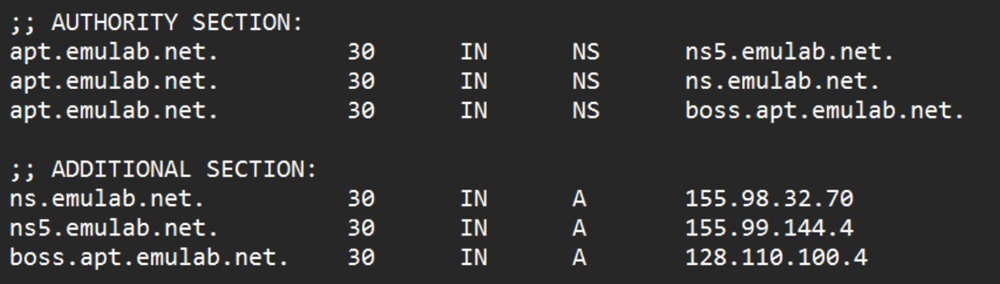 ;; AUTHORITY SECTION:
apt.emulab.net. 30 IN NS ns5.emulab.net.
apt.emulab.net. 30 IN NS ns.emulab.net.
apt.emulab.net. 30 IN NS boss.apt.emulab.net.
;; ADDITIONAL SECTION:
ns.emulab.net. 30 IN A 155.98.32.70
ns5.emulab.net. 30 IN A 155.99.144.4
boss.apt.emulab.net. 30 IN A 128.110.100.4